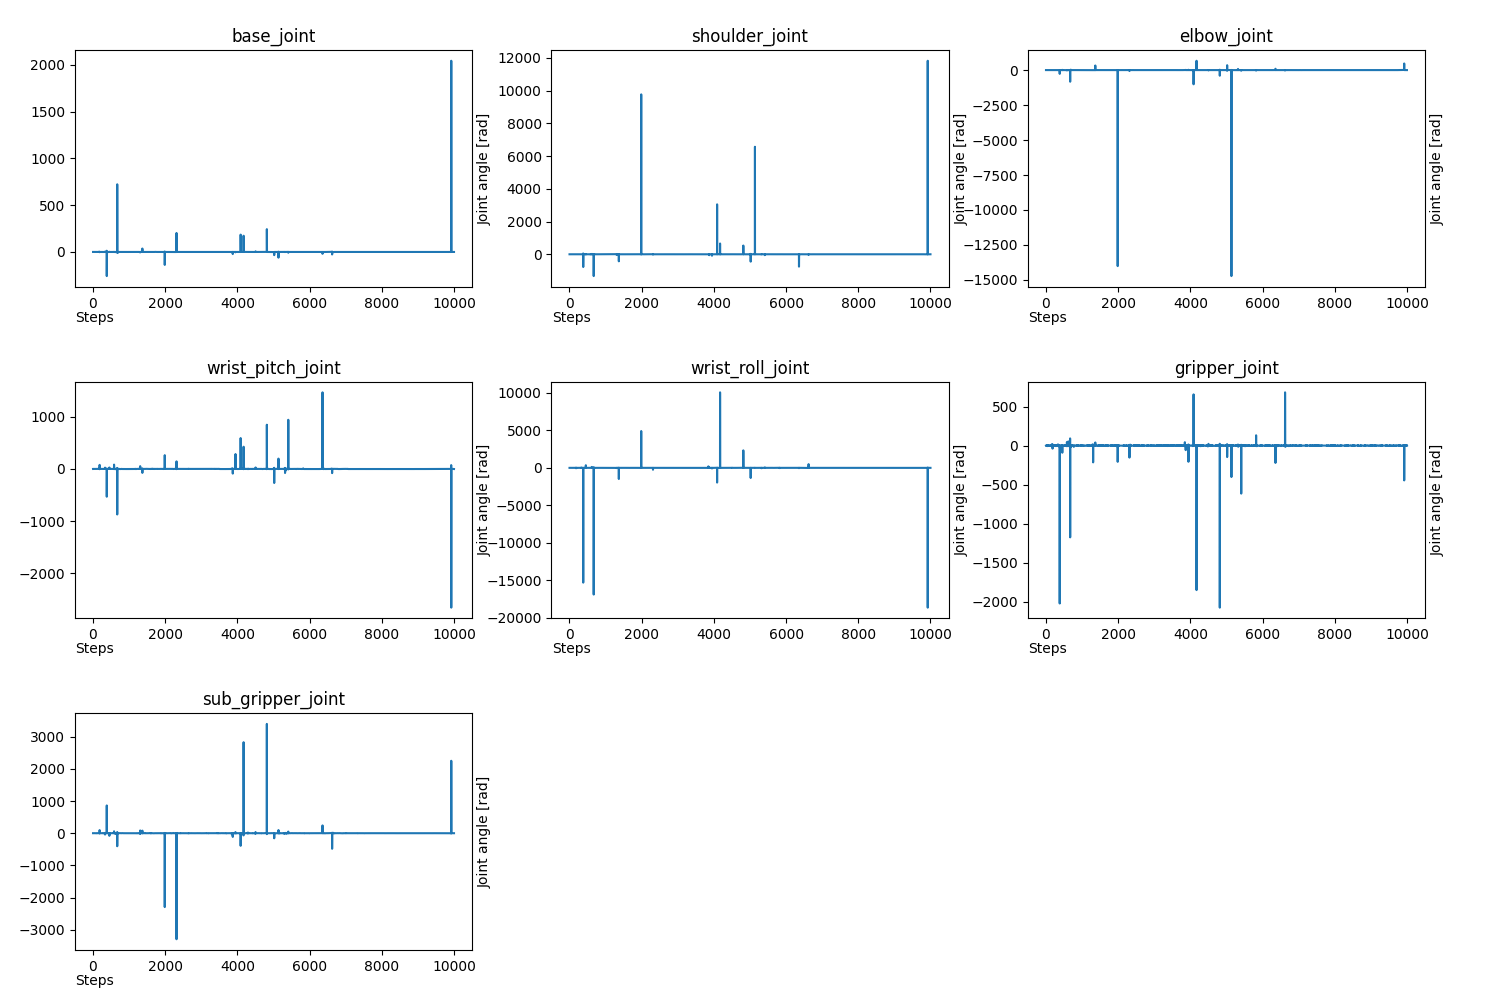 base_joint
2000
1500
1000
500
0
0 2000 4000 6000 8000 10000
Steps
Joint angle [rad]
shoulder_joint
12000
10000
8000
6000
4000
2000
0
0 2000 4000 6000 8000 10000
Steps
Joint angle [rad]
elbow_joint
0
−2500
−5000
−7500
−10000
−12500
−15000
0 2000 4000 6000 8000 10000
Steps
Joint angle [rad]
wrist_pitch_joint
1000
0
−1000
−2000
0 2000 4000 6000 8000 10000
Steps
Joint angle [rad]
wrist_roll_joint
10000
5000
0
−5000
−10000
−15000
−20000
0 2000 4000 6000 8000 10000
Steps
Joint angle [rad]
gripper_joint
500
0
−500
−1000
−1500
−2000
0 2000 4000 6000 8000 10000
Steps
Joint angle [rad]
sub_gripper_joint
3000
2000
1000
0
−1000
−2000
−3000
0 2000 4000 6000 8000 10000
Steps
Joint angle [rad]